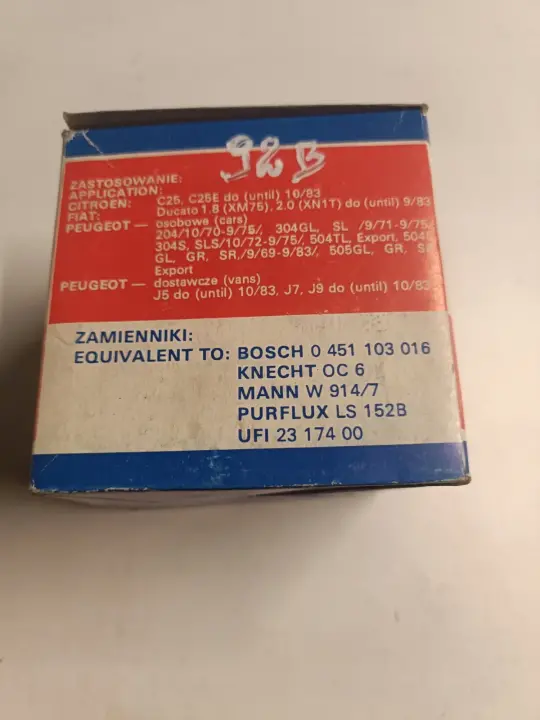 92B
ZASTOSOWANIE:
APPLICATION:
CITROEN: C25, C25E do (until) 10/83
FIAT: Ducato 1.8 (XM75), 2.0 (XN1T) do (until) 9/83
PEUGEOT — osobowe (cars)
204/10/70-9/75/, 304GL, SL /9/71-9/75/
304S, SLS/10/72-9/75/, 504TL, Export, 504L
GL, GR, SR,/9/69-9/83/, 505GL, GR, SR
Export
PEUGEOT — dostawcze (vans)
J5 do (until) 10/83, J7, J9 do (until) 10/83
ZAMIENNIKI:
EQUIVALENT TO: BOSCH 0 451 103 016
KNECHT OC 6
MANN W 914/7
PURFLUX LS 152B
UFI 23 174 00